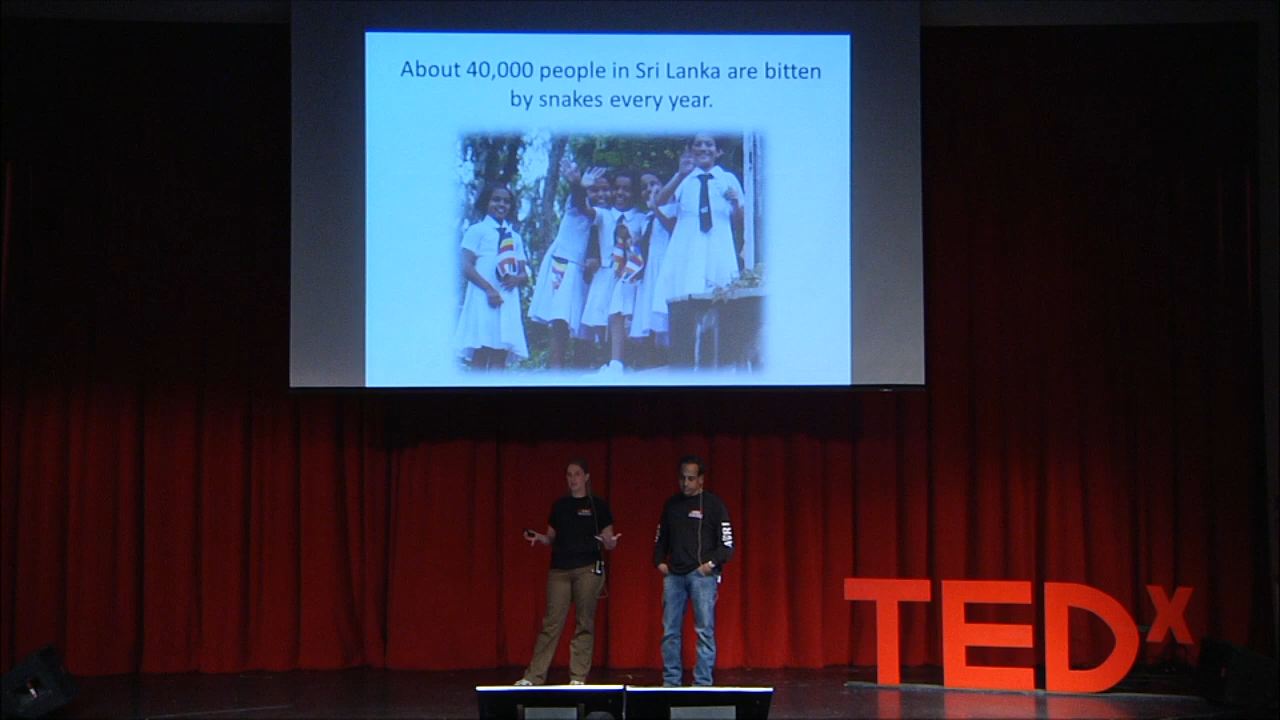 About 40,000 people in Sri Lanka are bitten
by snakes every year.
TEDx